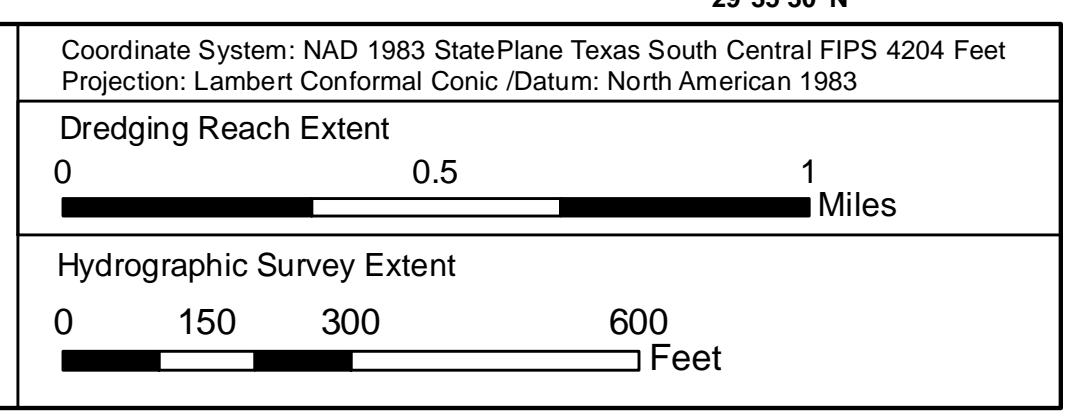 Coordinate System: NAD 1983 StatePlane Texas South Central FIPS 4204 Feet
Projection: Lambert Conformal Conic /Datum: North American 1983
Dredging Reach Extent
0 0.5 1
Miles
Hydrographic Survey Extent
0 150 300 600
Feet